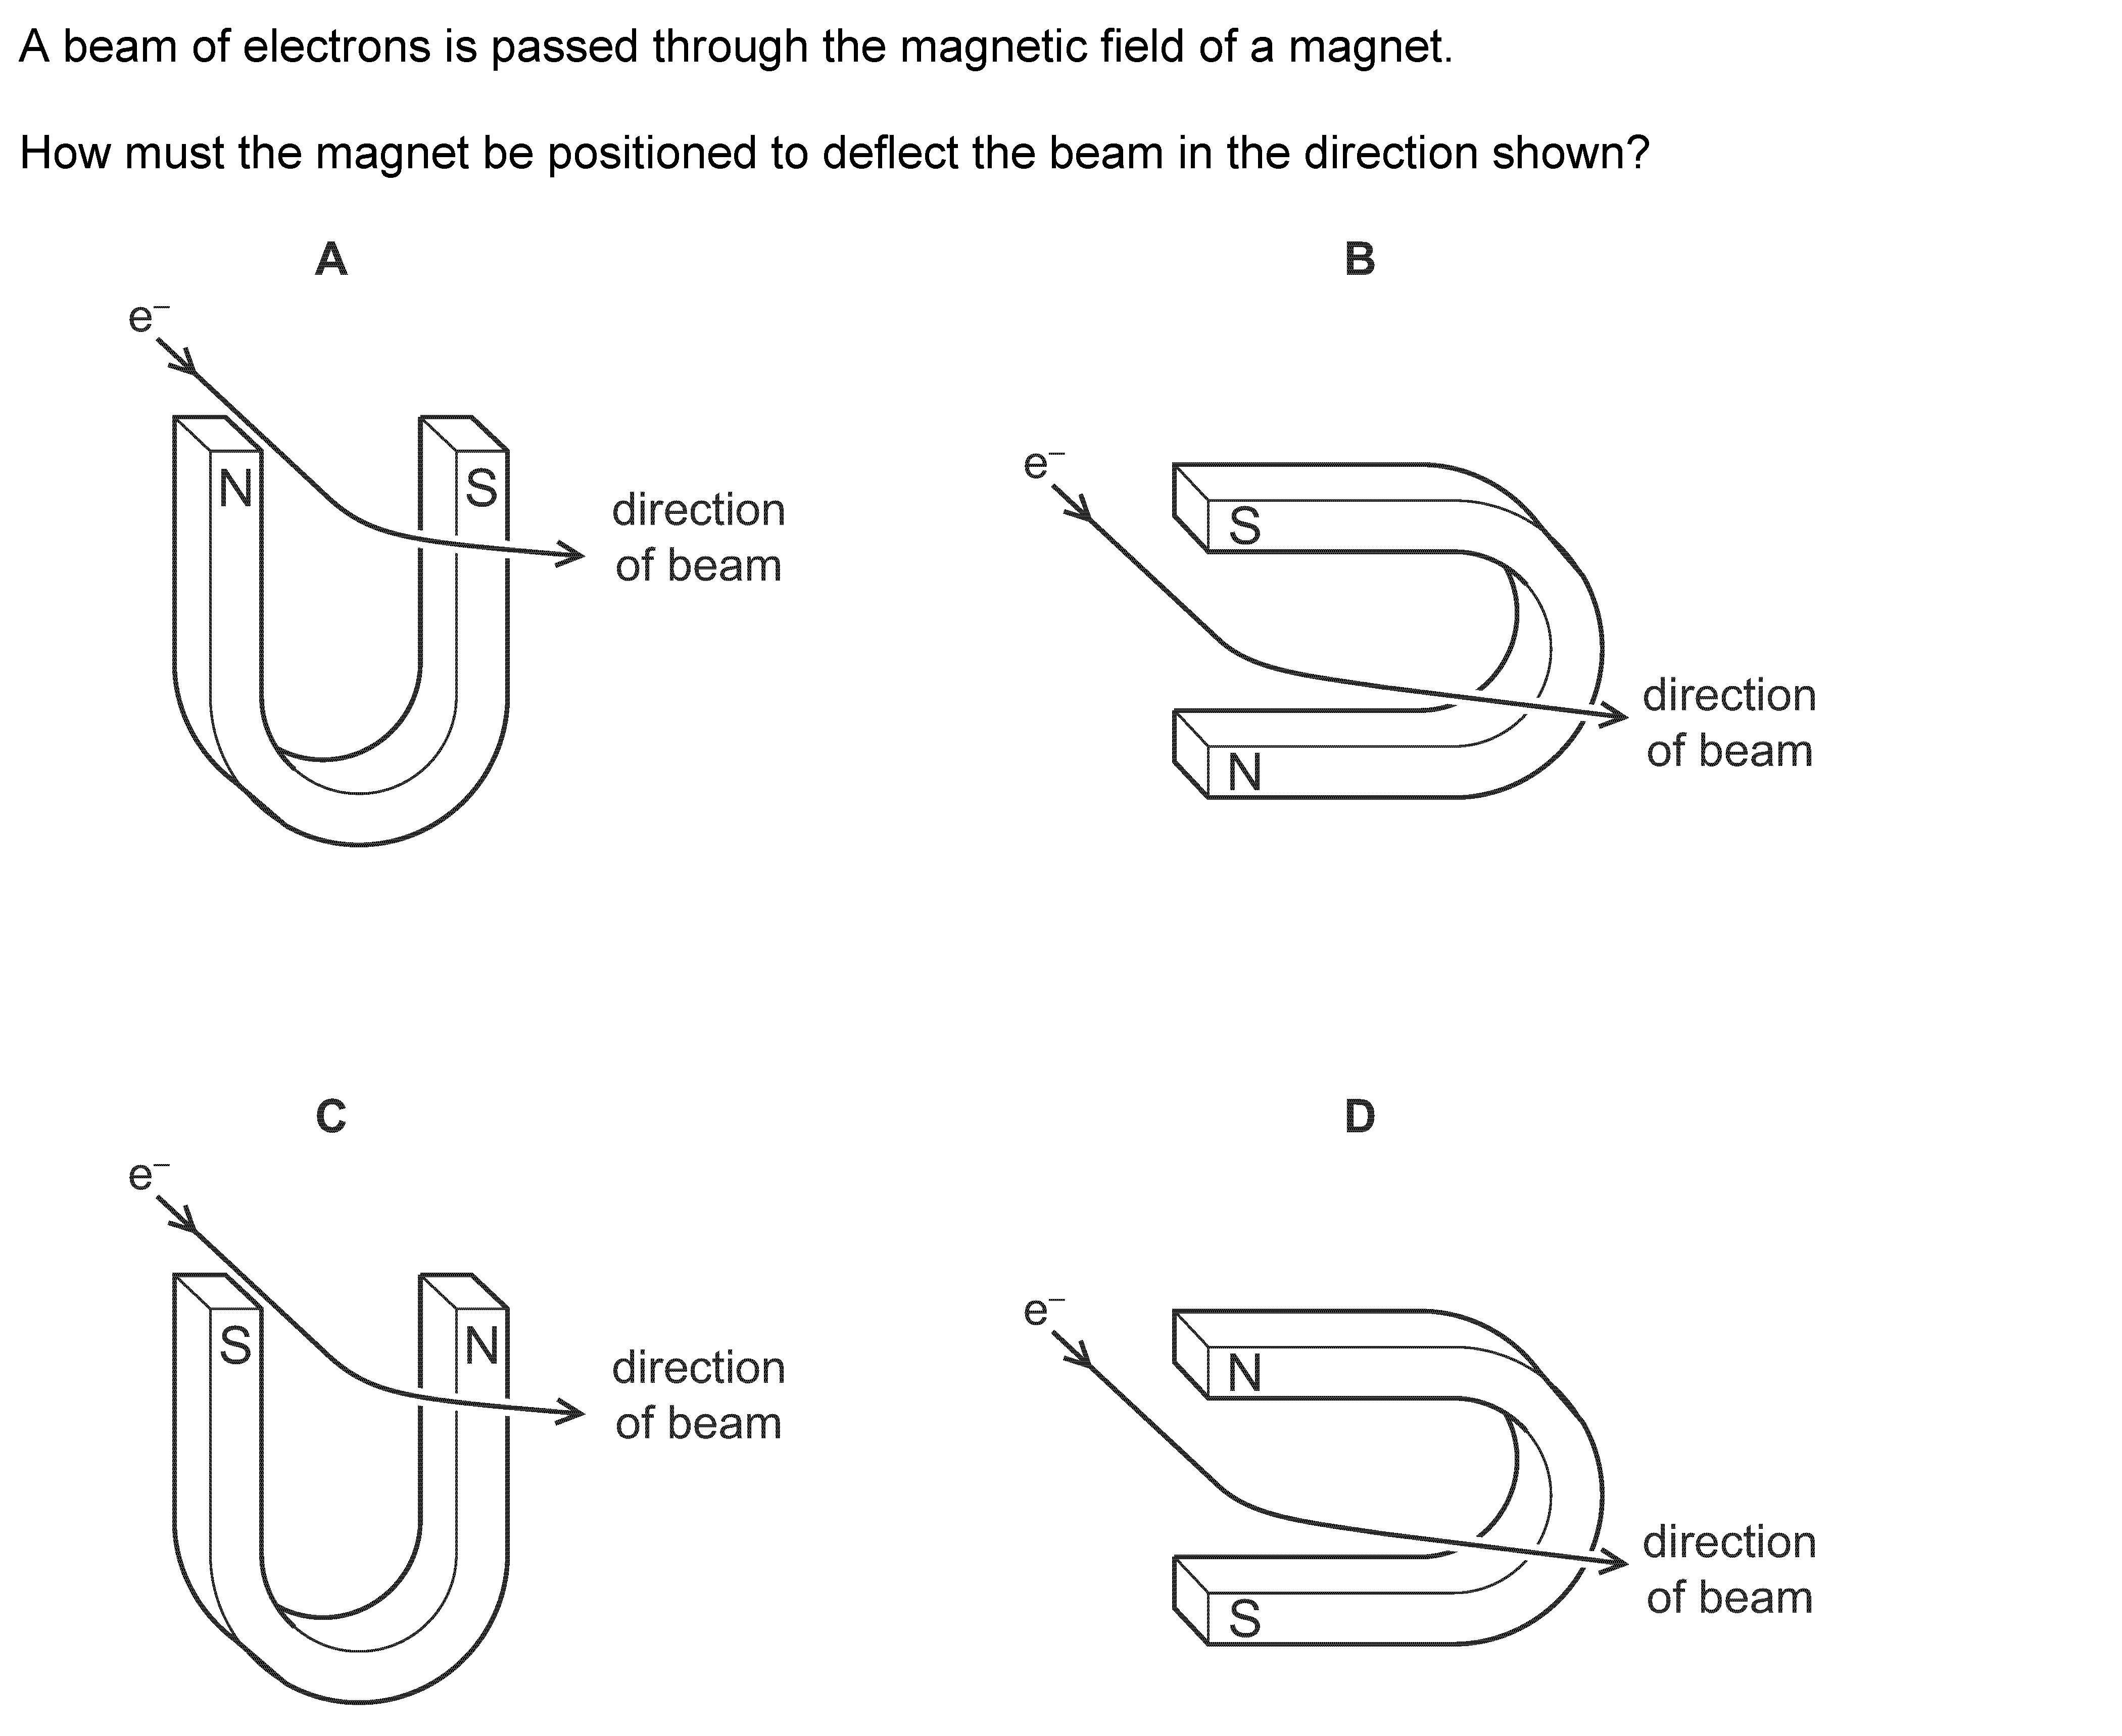 A beam of electrons is passed through the magnetic field of a magnet.
How must the magnet be positioned to deflect the beam in the direction shown?
A
e⁻
N
S
direction
of beam
B
e⁻
S
N
direction
of beam
C
e⁻
S
N
direction
of beam
D
e⁻
N
S
direction
of beam